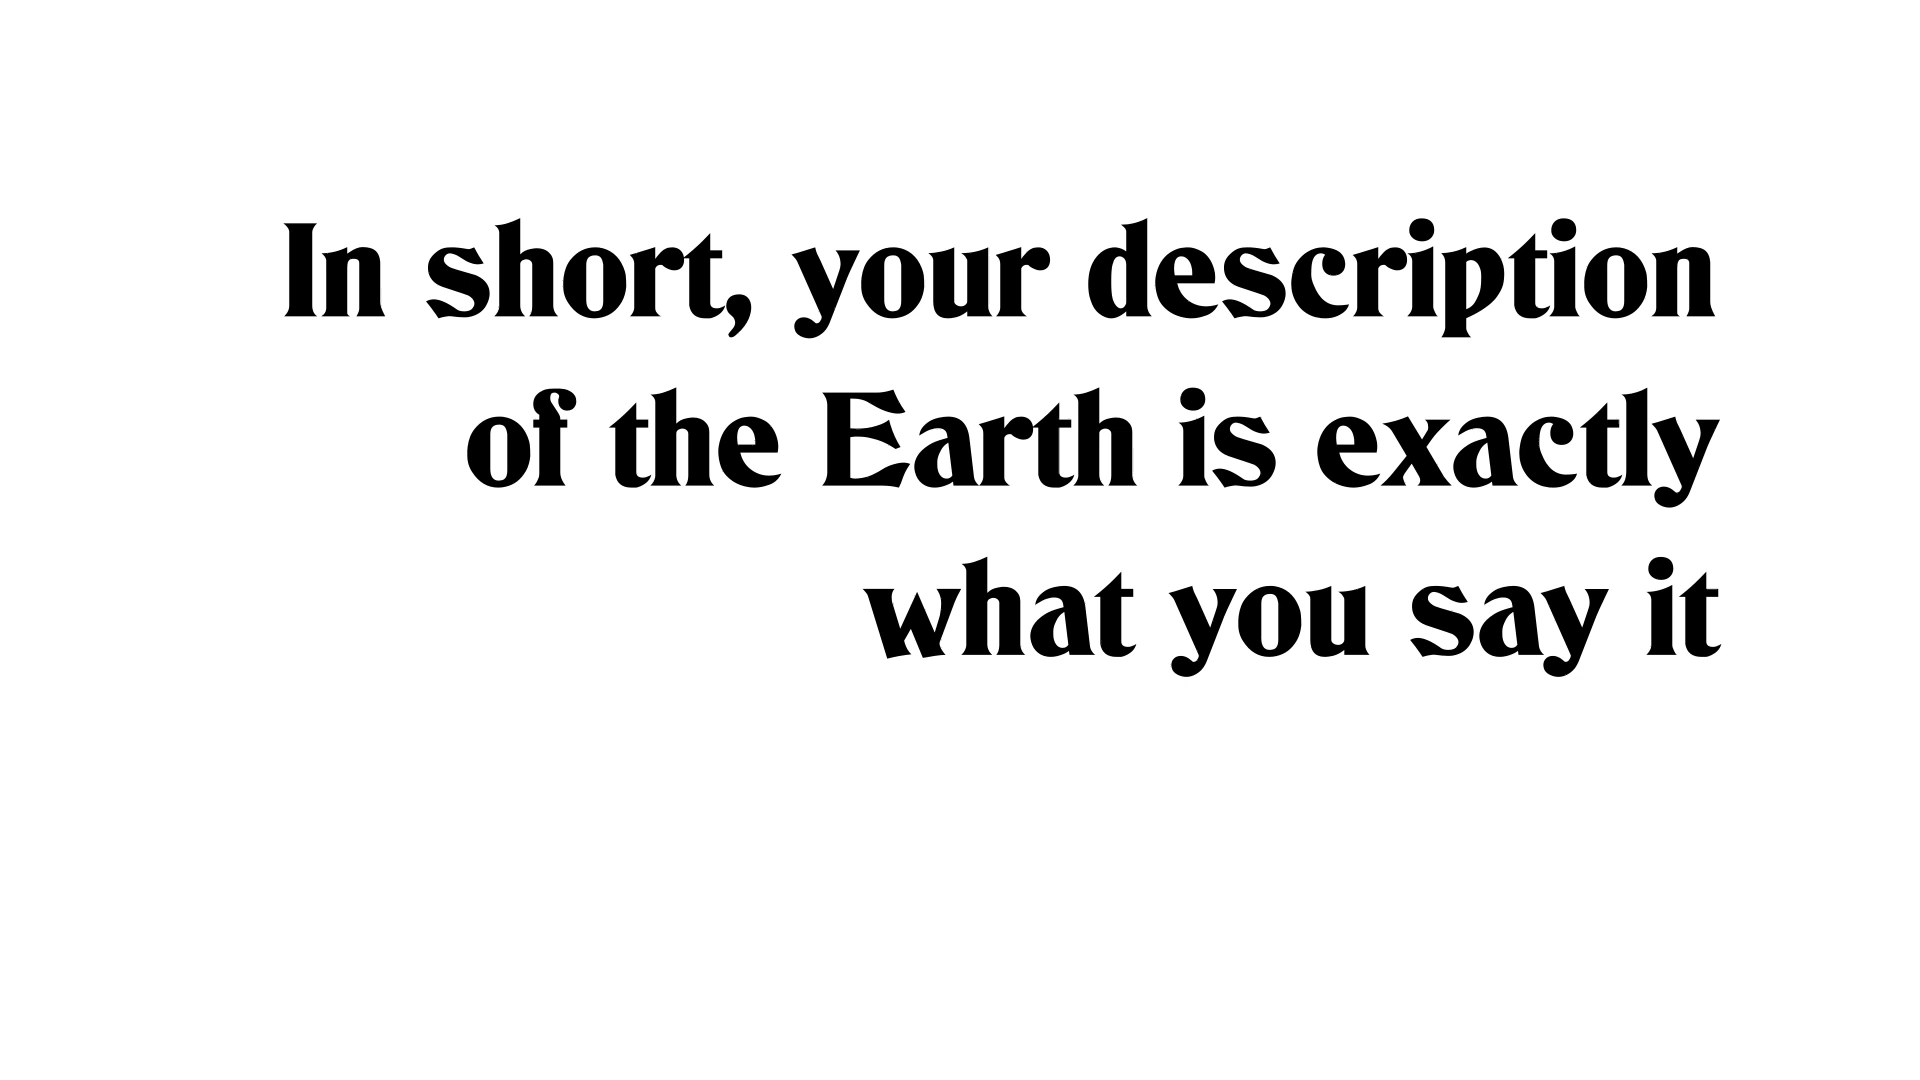 In short, your description
of the Earth is exactly
what you say it